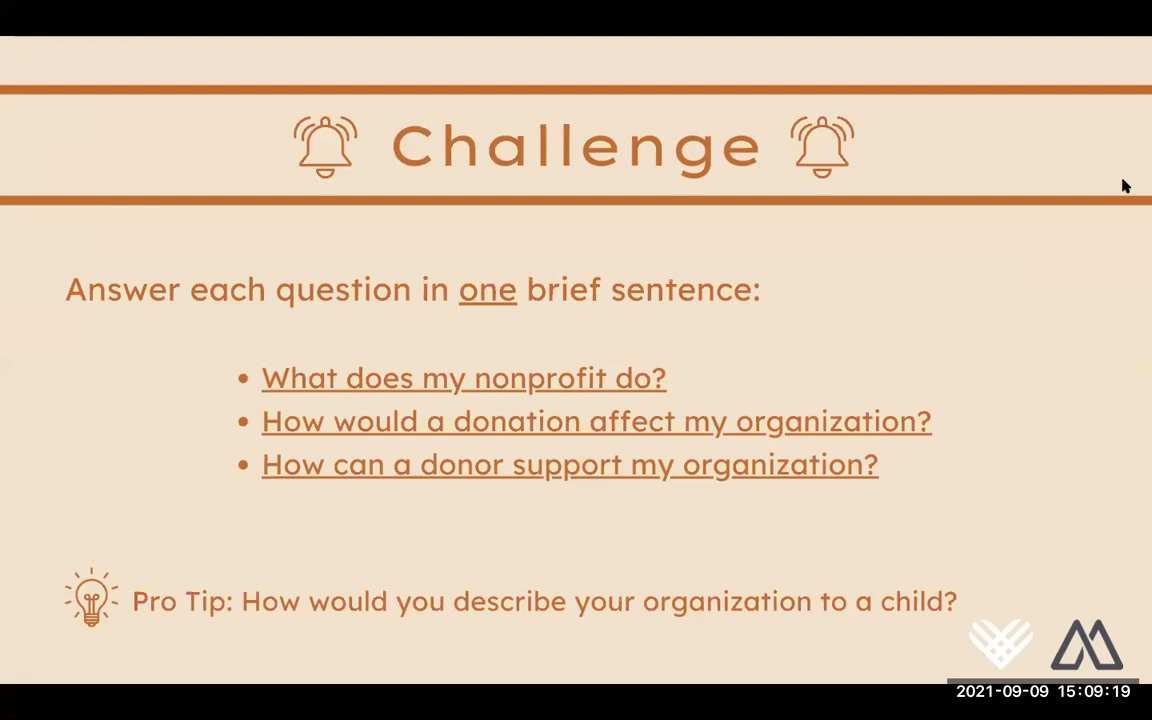 Challenge
Answer each question in one brief sentence:
• What does my nonprofit do?
• How would a donation affect my organization?
• How can a donor support my organization?
Pro Tip: How would you describe your organization to a child?
2021-09-09 15:09:19